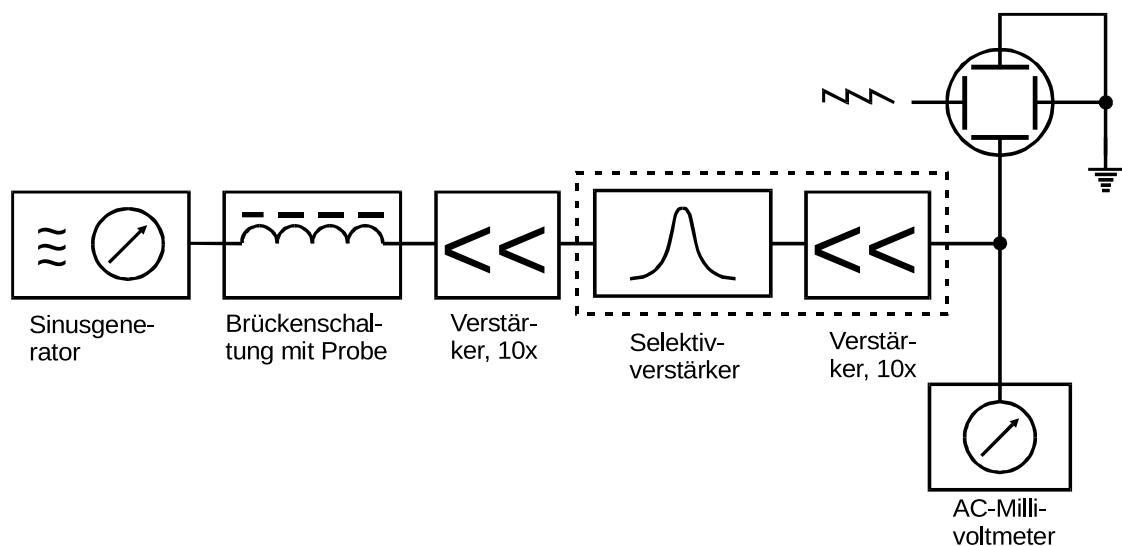 Sinusgene-
rator
Brückenschal-
tung mit Probe
Verstär-
ker, 10x
Selektiv-
verstärker
Verstär-
ker, 10x
AC-Milli-
voltmeter